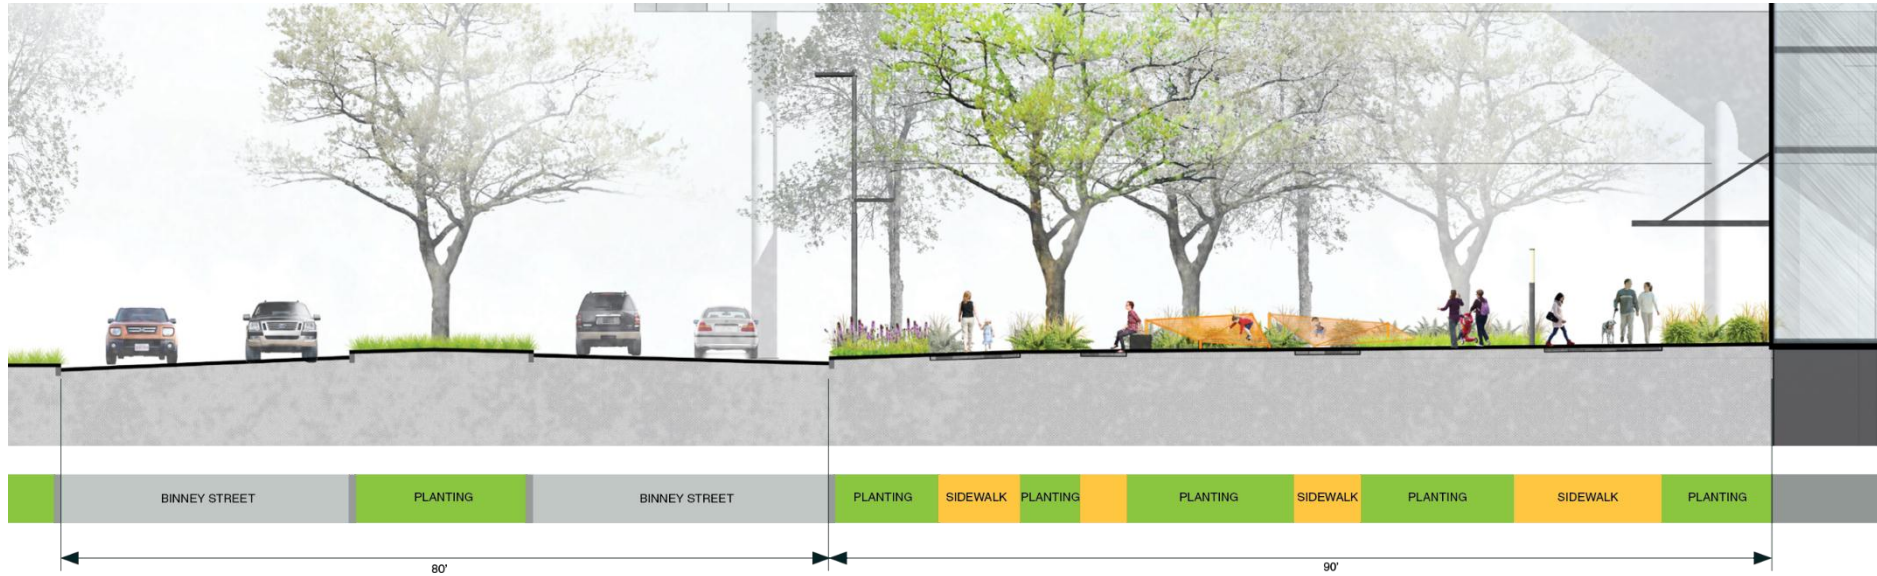 BINNEY STREET
PLANTING
BINNEY STREET
PLANTING
SIDEWALK
PLANTING
PLANTING
SIDEWALK
PLANTING
SIDEWALK
PLANTING
80'
90'